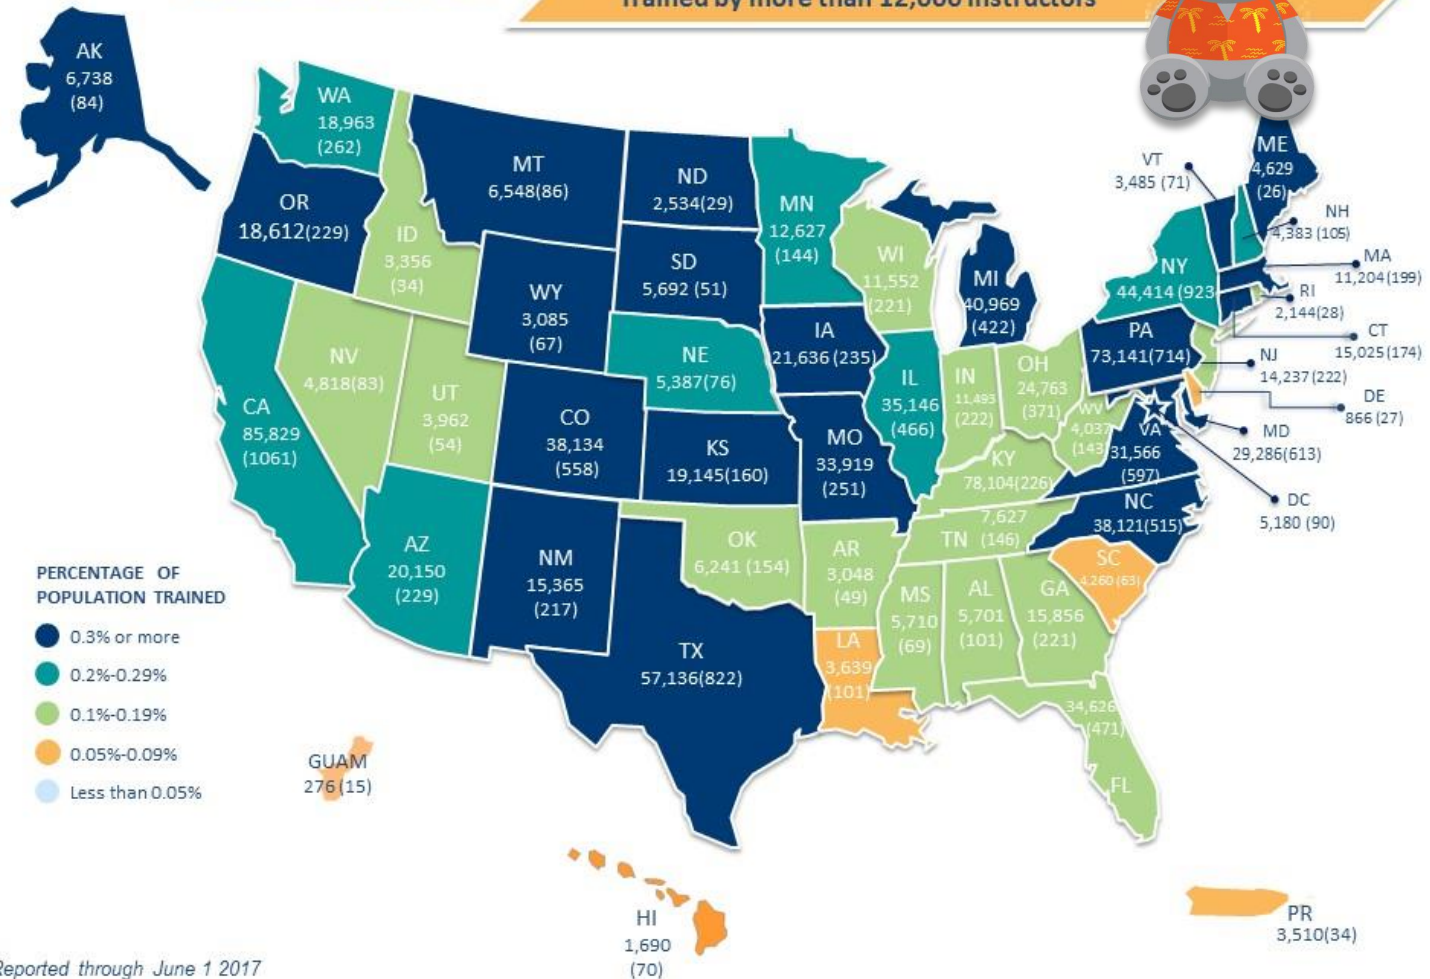 Trained by more than 12,000 instructors
AK
6,738
(84)
WA
18,963
(262)
OR
18,612(229)
ID
3,356
(34)
MT
6,548(86)
ND
2,534(29)
MN
12,627
(144)
WI
11,552
(221)
MI
40,969
(422)
VT
3,485 (71)
ME
4,629
(26)
NH
4,383 (105)
MA
11,204(199)
NY
44,414 (923
RI
2,144(28)
CT
15,025(174)
PA
73,141(714)
NJ
14,237 (222)
DE
866 (27)
MD
29,286(613)
DC
5,180 (90)
SD
5,692 (51)
WY
3,085
(67)
IA
21,636 (235)
NE
5,387(76)
NV
4,818(83)
UT
3,962
(54)
CA
85,829
(1061)
CO
38,134
(558)
KS
19,145(160)
MO
33,919
(251)
IL
35,146
(466)
IN
11,493
(222)
OH
24,763
(371)
WV
4,037
(143)
VA
31,566
(597)
KY
78,104(226)
NC
38,121(515)
TN
7,627
(146)
SC
4,260 (63)
AZ
20,150
(229)
NM
15,365
(217)
OK
6,241 (154)
AR
3,048
(49)
MS
5,710
(69)
AL
5,701
(101)
GA
15,856
(221)
TX
57,136(822)
LA
3,639
(101)
34,626
(471)
FL
PERCENTAGE OF
POPULATION TRAINED
0.3% or more
0.2%-0.29%
0.1%-0.19%
0.05%-0.09%
Less than 0.05%
GUAM
276 (15)
HI
1,690
(70)
PR
3,510(34)
Reported through June 1 2017